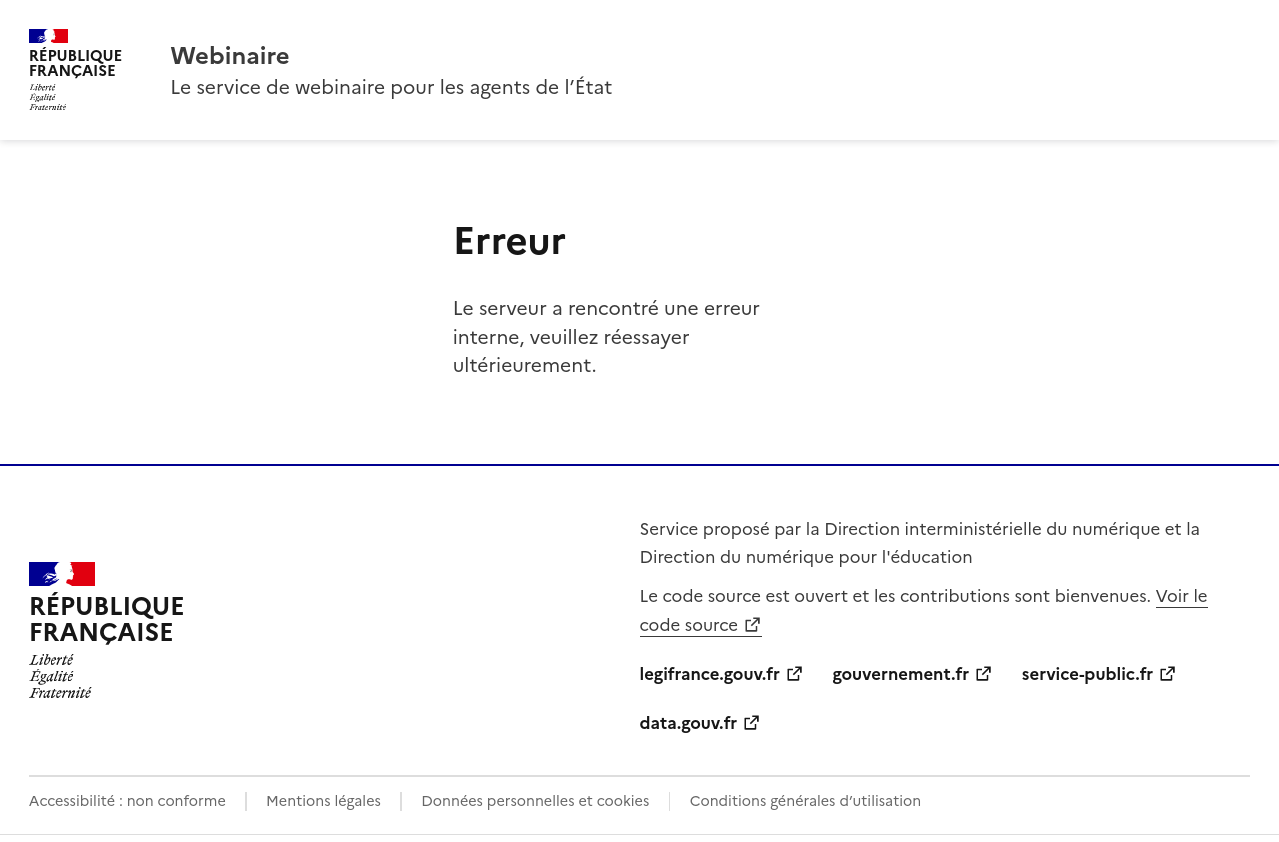 RÉPUBLIQUE
FRANÇAISE
Liberté
Égalité
Fraternité
Webinaire
Le service de webinaire pour les agents de l’État
Erreur
Le serveur a rencontré une erreur
interne, veuillez réessayer
ultérieurement.
RÉPUBLIQUE
FRANÇAISE
Liberté
Égalité
Fraternité
Service proposé par la Direction interministérielle du numérique et la
Direction du numérique pour l'éducation
Le code source est ouvert et les contributions sont bienvenues. Voir le
code source
legifrance.gouv.fr gouvernement.fr service-public.fr
data.gouv.fr
Accessibilité : non conforme Mentions légales Données personnelles et cookies Conditions générales d’utilisation